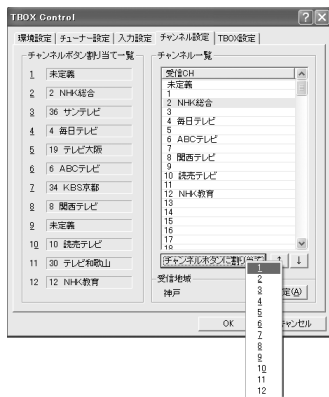 TBOX Control
環境設定 チューナー設定 入力設定 チャンネル設定 TBOX設定
チャンネルボタン割り当て一覧
1 未定義
2 2 NHK総合
3 36 サンテレビ
4 4 毎日テレビ
5 19 テレビ大阪
6 6 ABCテレビ
7 34 KBS京都
8 8 関西テレビ
9 未定義
10 10 読売テレビ
11 30 テレビ和歌山
12 12 NHK教育
チャンネル一覧
受信CH
未定義
1
2 NHK総合
3
4 毎日テレビ
5
6 ABCテレビ
7
8 関西テレビ
9
10 読売テレビ
11
12 NHK教育
13
14
15
16
17
18
チャンネルボタンに割り当て ↑ ↓
受信地域
神戸 定(A)
OK キャンセル
1
2
3
4
5
6
7
8
9
10
11
12